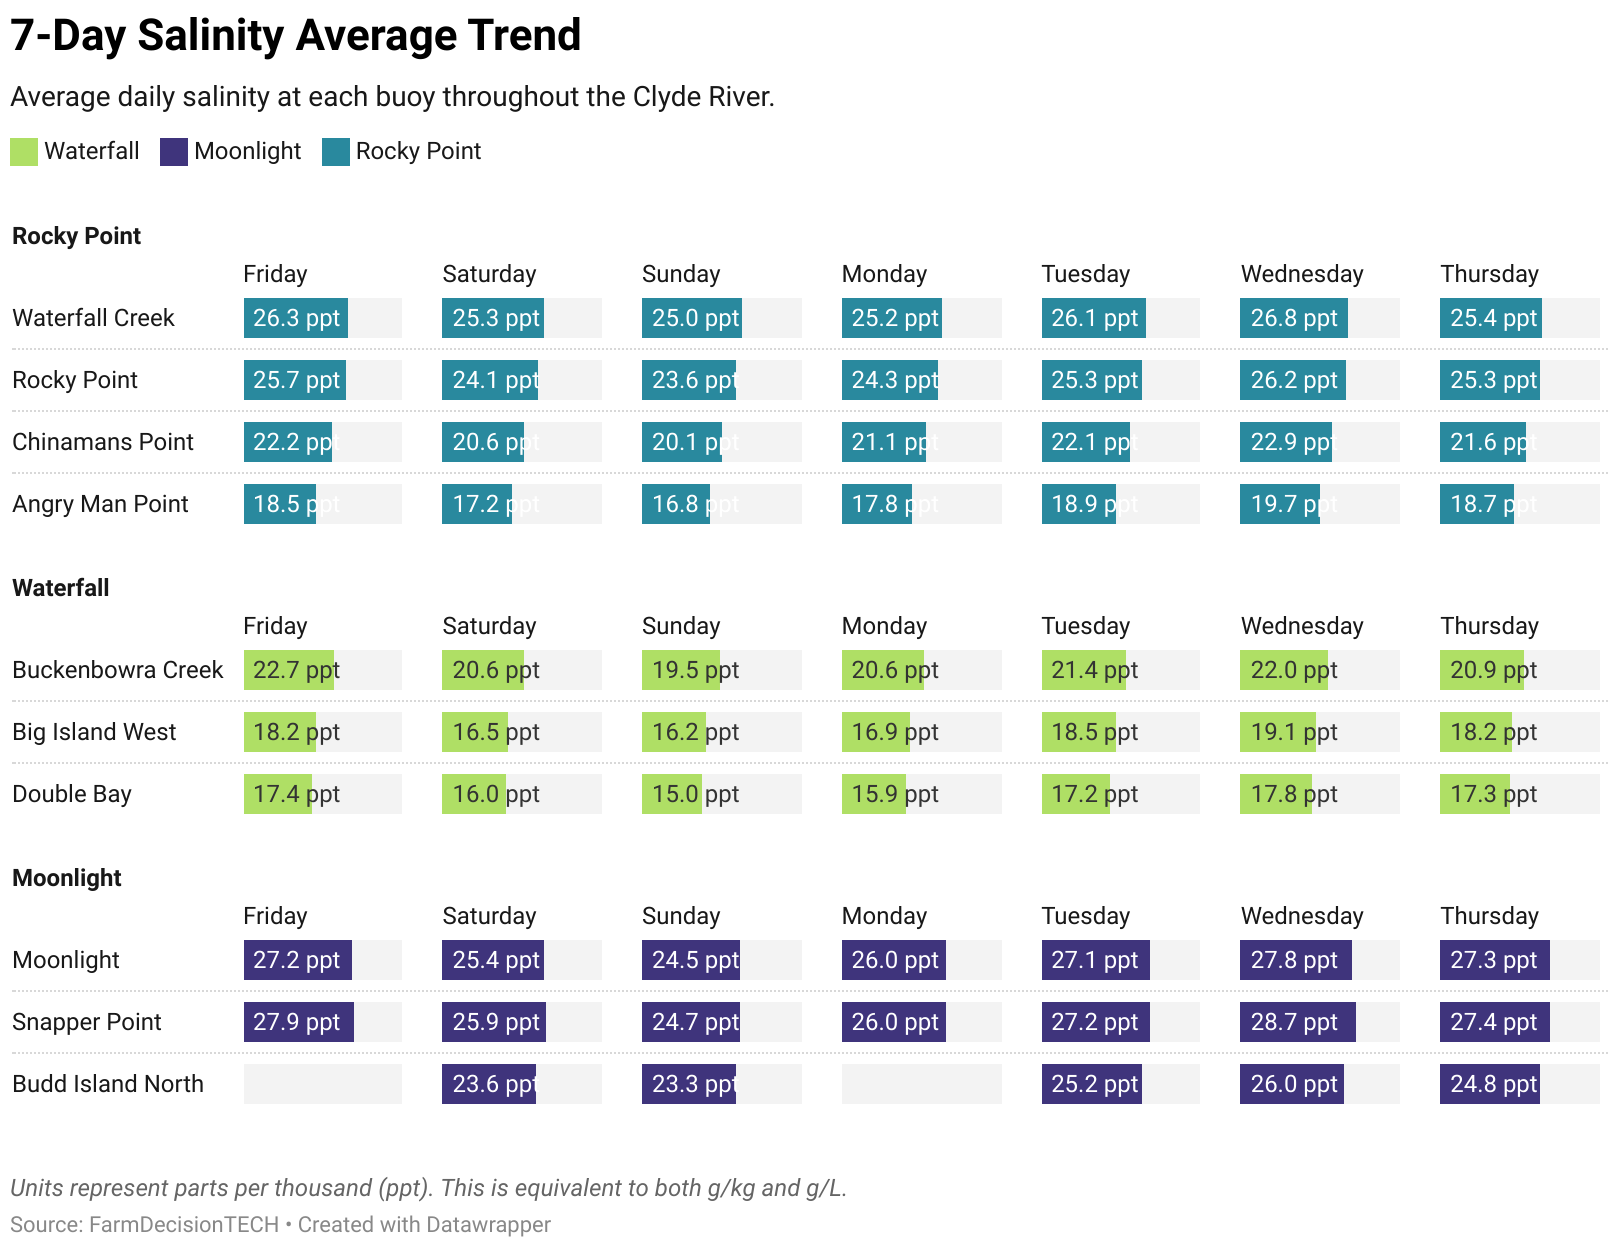 7-Day Salinity Average Trend
Average daily salinity at each buoy throughout the Clyde River.
Waterfall Moonlight Rocky Point
Rocky Point
Friday Saturday Sunday Monday Tuesday Wednesday Thursday
Waterfall Creek 26.3 ppt 25.3 ppt 25.0 ppt 25.2 ppt 26.1 ppt 26.8 ppt 25.4 ppt
Rocky Point 25.7 ppt 24.1 ppt 23.6 ppt 24.3 ppt 25.3 ppt 26.2 ppt 25.3 ppt
Chinamans Point 22.2 ppt 20.6 ppt 20.1 ppt 21.1 ppt 22.1 ppt 22.9 ppt 21.6 ppt
Angry Man Point 18.5 ppt 17.2 ppt 16.8 ppt 17.8 ppt 18.9 ppt 19.7 ppt 18.7 ppt
Waterfall
Friday Saturday Sunday Monday Tuesday Wednesday Thursday
Buckenbowra Creek 22.7 ppt 20.6 ppt 19.5 ppt 20.6 ppt 21.4 ppt 22.0 ppt 20.9 ppt
Big Island West 18.2 ppt 16.5 ppt 16.2 ppt 16.9 ppt 18.5 ppt 19.1 ppt 18.2 ppt
Double Bay 17.4 ppt 16.0 ppt 15.0 ppt 15.9 ppt 17.2 ppt 17.8 ppt 17.3 ppt
Moonlight
Friday Saturday Sunday Monday Tuesday Wednesday Thursday
Moonlight 27.2 ppt 25.4 ppt 24.5 ppt 26.0 ppt 27.1 ppt 27.8 ppt 27.3 ppt
Snapper Point 27.9 ppt 25.9 ppt 24.7 ppt 26.0 ppt 27.2 ppt 28.7 ppt 27.4 ppt
Budd Island North 23.6 ppt 23.3 ppt 25.2 ppt 26.0 ppt 24.8 ppt
Units represent parts per thousand (ppt). This is equivalent to both g/kg and g/L.
Source: FarmDecisionTECH • Created with Datawrapper